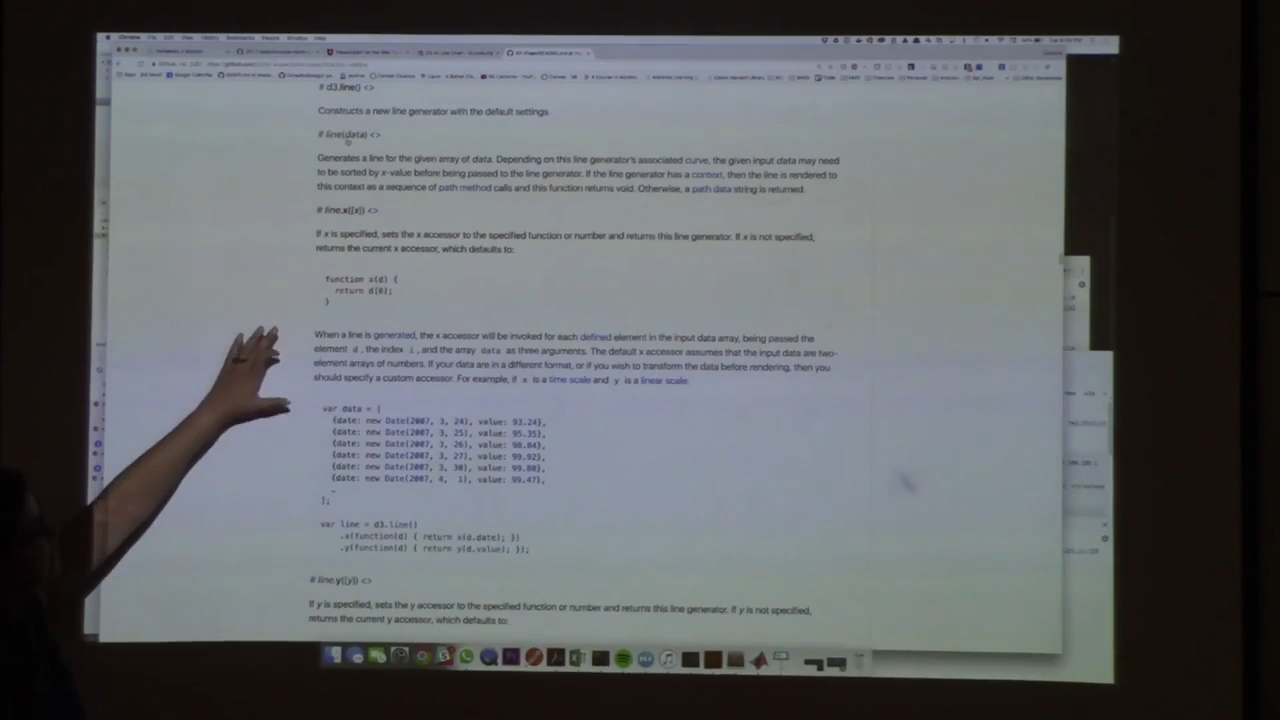 Chrome File Edit View History Bookmarks People Window Help
# d3.line() <>
Constructs a new line generator with the default settings.
# line(data) <>
Generates a line for the given array of data. Depending on this line generator's associated curve, the given input data may need
to be sorted by x-value before being passed to the line generator. If the line generator has a context, then the line is rendered to
this context as a sequence of path method calls and this function returns void. Otherwise, a path data string is returned.
# line.x([x]) <>
If x is specified, sets the x accessor to the specified function or number and returns this line generator. If x is not specified,
returns the current x accessor, which defaults to:
function x(d) {
return d[0];
}
When a line is generated, the x accessor will be invoked for each defined element in the input data array, being passed the
element d, the index i, and the array data as three arguments. The default x accessor assumes that the input data are two-
element arrays of numbers. If your data are in a different format, or if you wish to transform the data before rendering, then you
should specify a custom accessor. For example, if x is a time scale and y is a linear scale:
var data = [
{date: new Date(2007, 3, 24), value: 93.24},
{date: new Date(2007, 3, 25), value: 95.35},
{date: new Date(2007, 3, 26), value: 98.84},
{date: new Date(2007, 3, 27), value: 99.92},
{date: new Date(2007, 3, 30), value: 99.80},
{date: new Date(2007, 4, 1), value: 99.47},
…
];
var line = d3.line()
.x(function(d) { return x(d.date); })
.y(function(d) { return y(d.value); });
# line.y([y]) <>
If y is specified, sets the y accessor to the specified function or number and returns this line generator. If y is not specified,
returns the current y accessor, which defaults to: